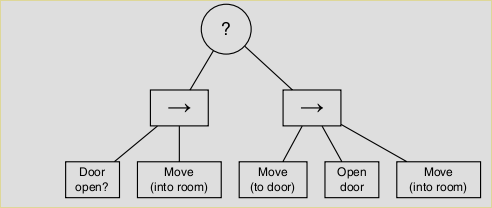 ?
→ →
Door
open?
Move
(into room)
Move
(to door)
Open
door
Move
(into room)